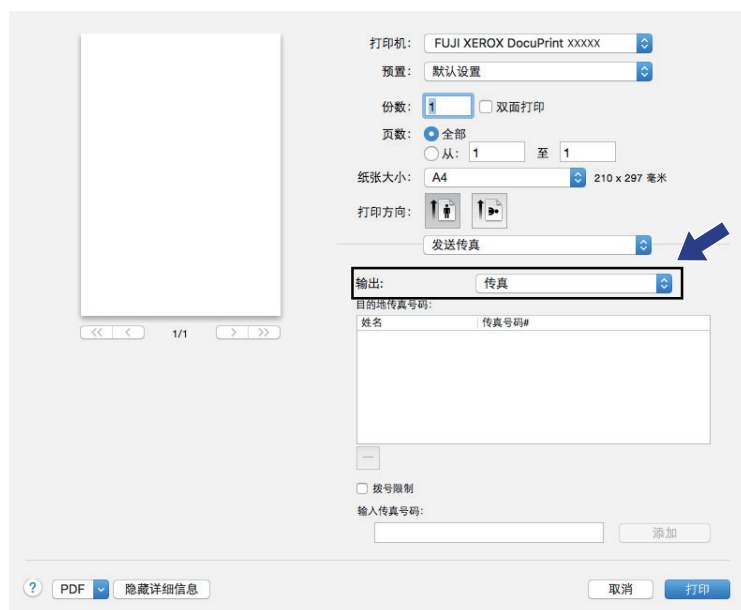 打印机: FUJI XEROX DocuPrint XXXXX
预置: 默认设置
份数: 1 双面打印
页数: 全部
从: 1 至 1
纸张大小: A4 210 x 297 毫米
打印方向:
发送传真
输出: 传真
目的地传真号码:
姓名 传真号码#
<< < 1/1 > >>
—
拨号限制
输入传真号码:
添加
? PDF 隐藏详细信息 取消 打印